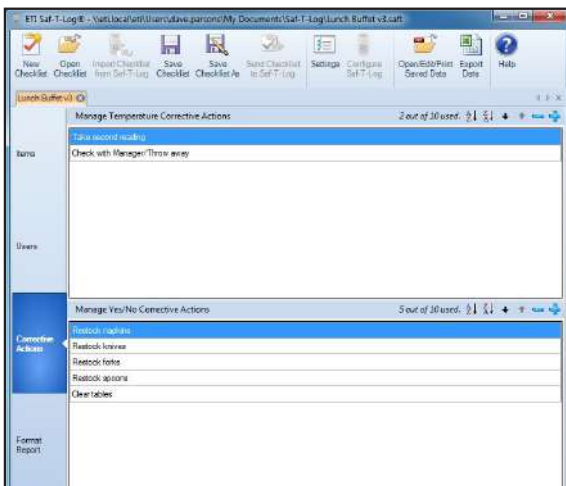 ETI Saf-T-Log® - \\eti.local\eti\Users\dave.parsons\My Documents\Saf-T-Log\Lunch Buffet v3.saft
New Checklist
Open Checklist
Import Checklist from Saf-T-Log
Save Checklist
Save Checklist As
Send Checklist to Saf-T-Log
Settings
Configure Saf-T-Log
Open/Edit/Print Saved Data
Export Data
Help
Lunch Buffet v3
Items
Users
Corrective Actions
Format Report
Manage Temperature Corrective Actions
2 out of 10 used.
Take second reading
Check with Manager/Throw away
Manage Yes/No Corrective Actions
5 out of 10 used.
Restock napkins
Restock knives
Restock forks
Restock spoons
Clear tables